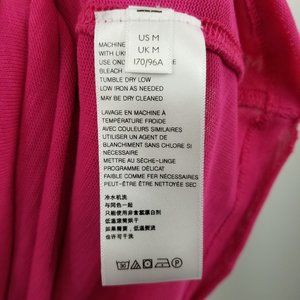 US M
UK M
170/96A
MACHINE
WITH LIK
USE ONL
BLEACH
TUMBLE DRY LOW
LOW IRON AS NEEDED
MAY BE DRY CLEANED
LAVAGE EN MACHINE À
TEMPÉRATURE FROIDE
AVEC COULEURS SIMILAIRES
UTILISER UN AGENT DE
BLANCHIMENT SANS CHLORE SI
NÉCESSAIRE
METTRE AU SÈCHE-LINGE
PROGRAMME DÉLICAT
FAIBLE COMME FER NÉCESSAIRES
PEUT-ÊTRE ÊTRE NETTOYÉE SEC
冷水机洗
与同色一起
只能使用非含氯漂白剂
低温滚筒烘干
如果需要，低温熨烫
也许可干洗